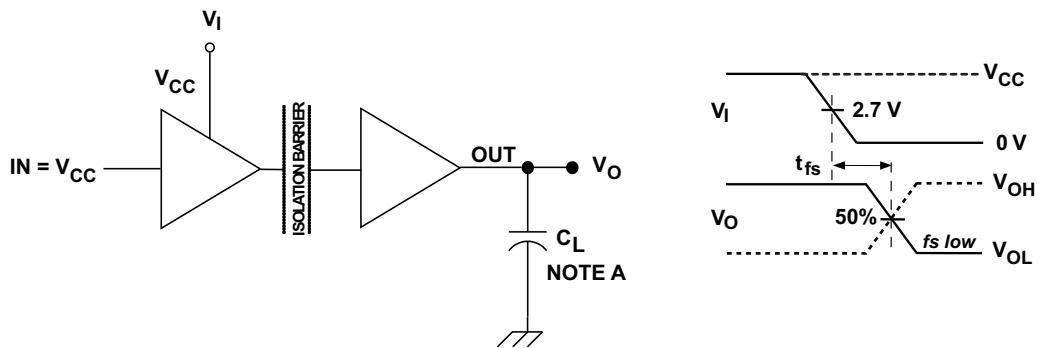 V_I
V_CC
IN = V_CC
ISOLATION BARRIER
OUT
V_O
C_L
NOTE A
V_CC
V_I
2.7 V
0 V
t_fs
V_OH
V_O
50%
fs low
V_OL